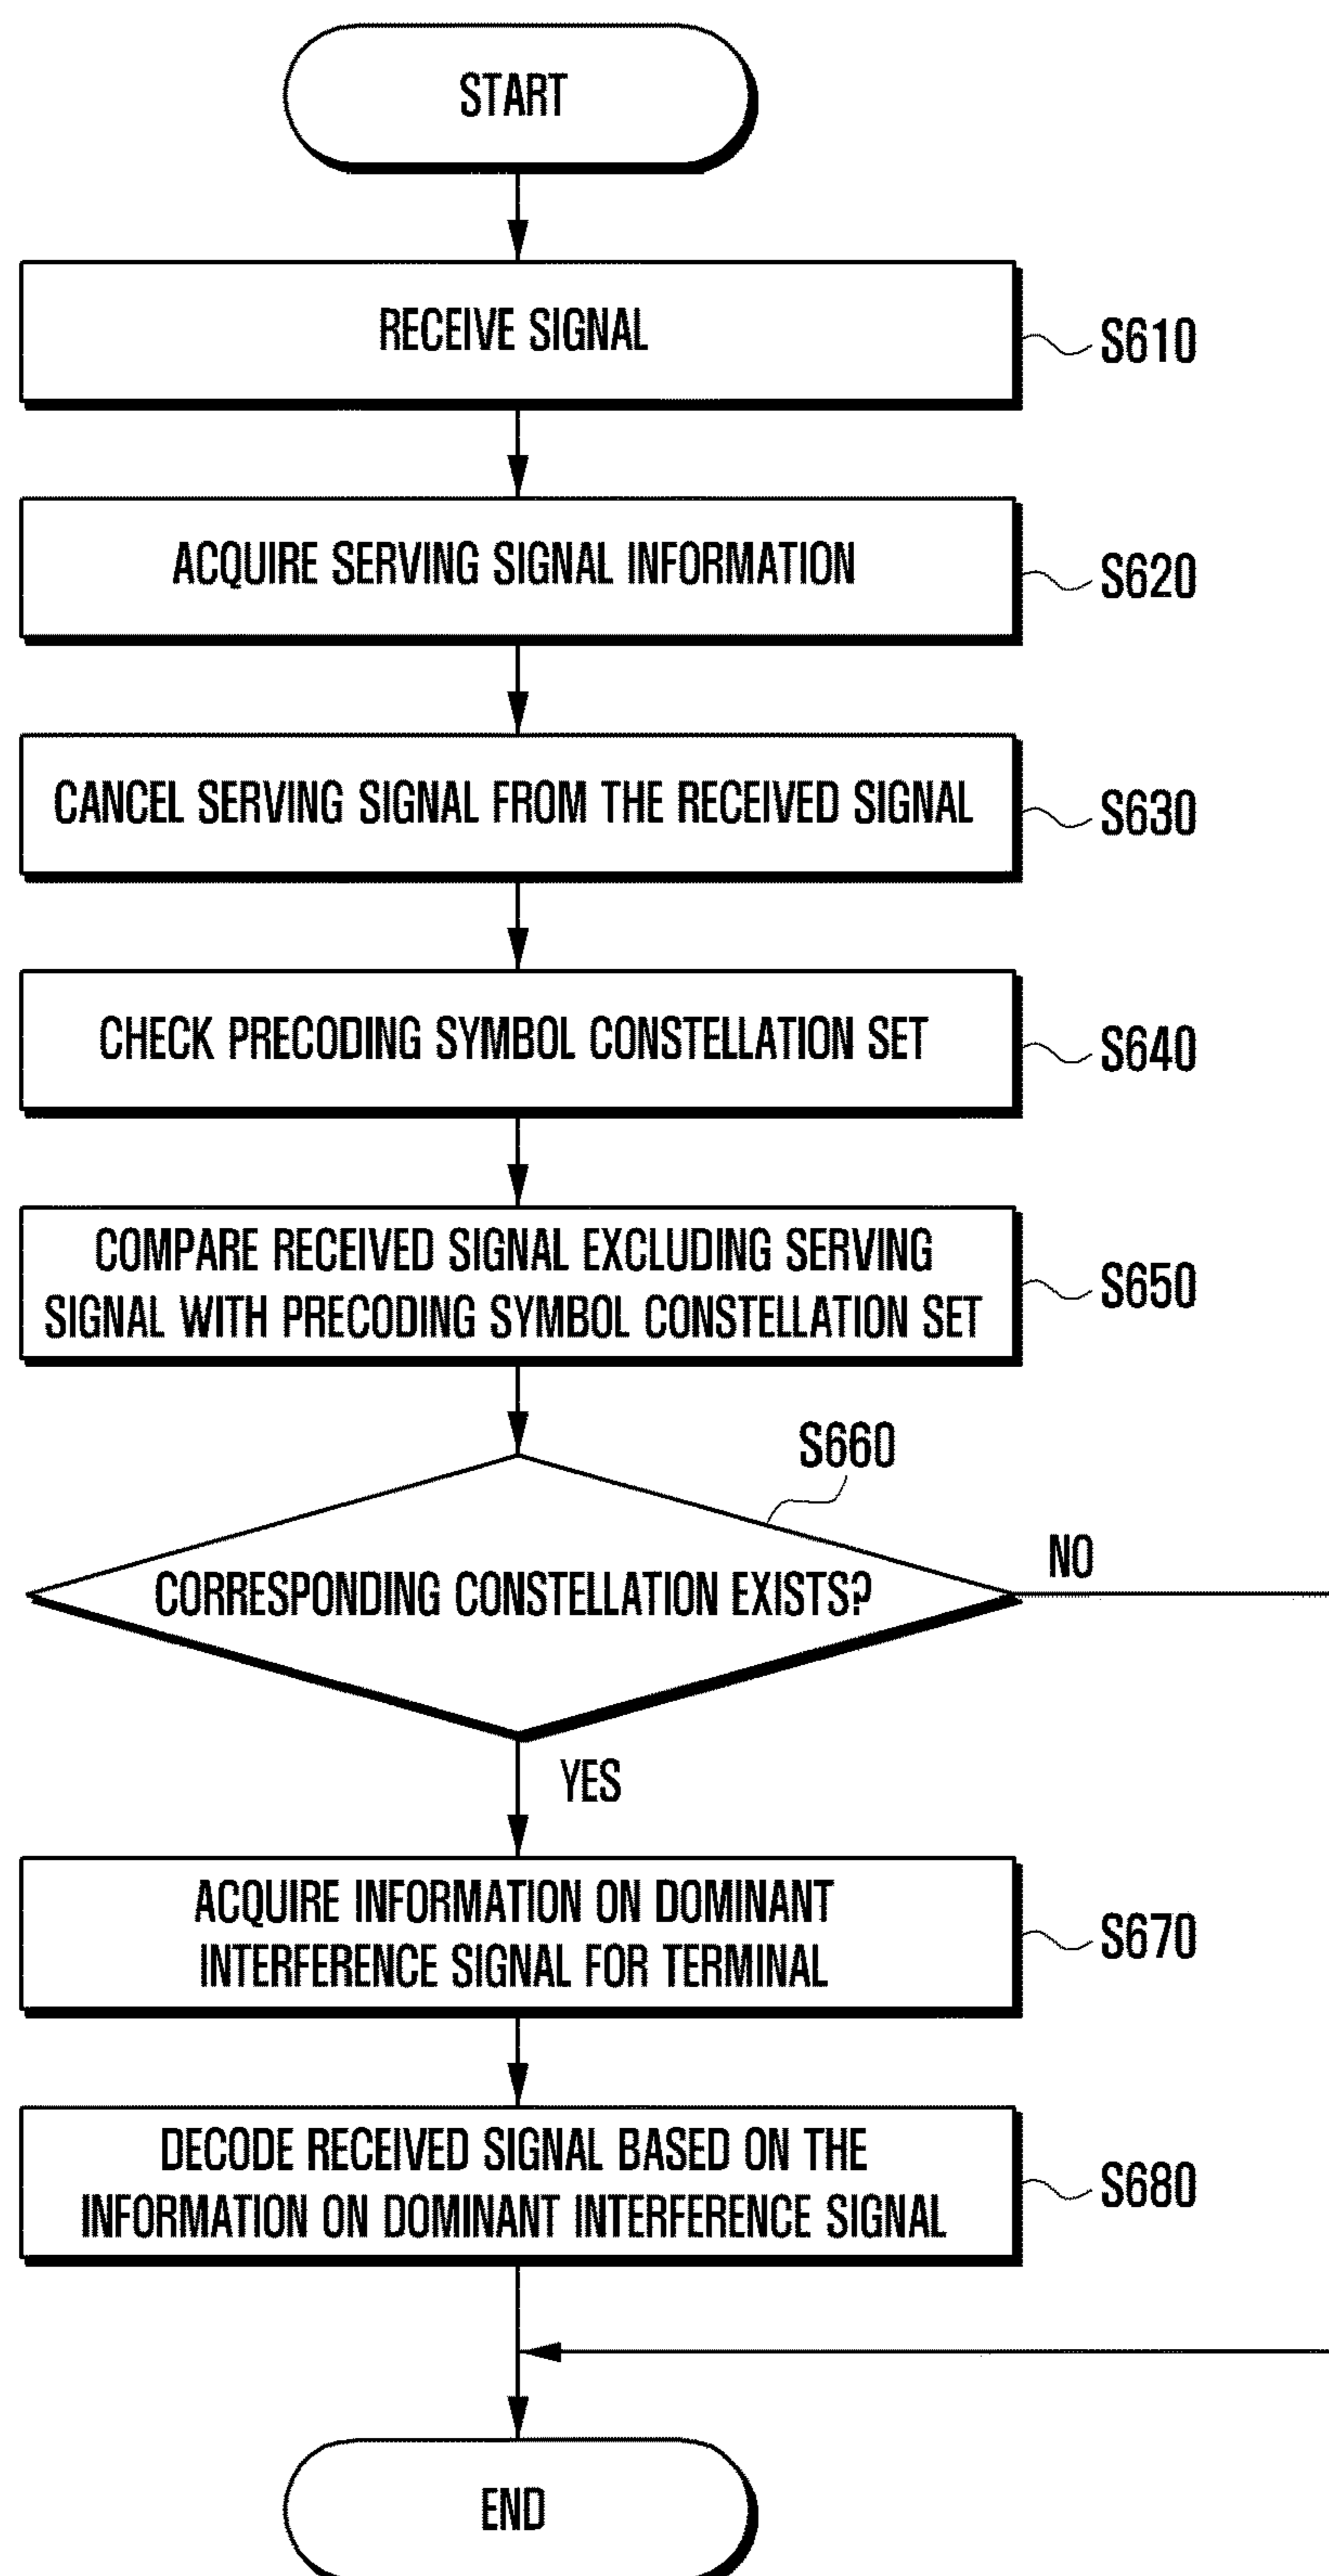 START
RECEIVE SIGNAL
S610
ACQUIRE SERVING SIGNAL INFORMATION
S620
CANCEL SERVING SIGNAL FROM THE RECEIVED SIGNAL
S630
CHECK PRECODING SYMBOL CONSTELLATION SET
S640
COMPARE RECEIVED SIGNAL EXCLUDING SERVING
SIGNAL WITH PRECODING SYMBOL CONSTELLATION SET
S650
S660
NO
CORRESPONDING CONSTELLATION EXISTS?
YES
ACQUIRE INFORMATION ON DOMINANT
INTERFERENCE SIGNAL FOR TERMINAL
S670
DECODE RECEIVED SIGNAL BASED ON THE
INFORMATION ON DOMINANT INTERFERENCE SIGNAL
S680
END